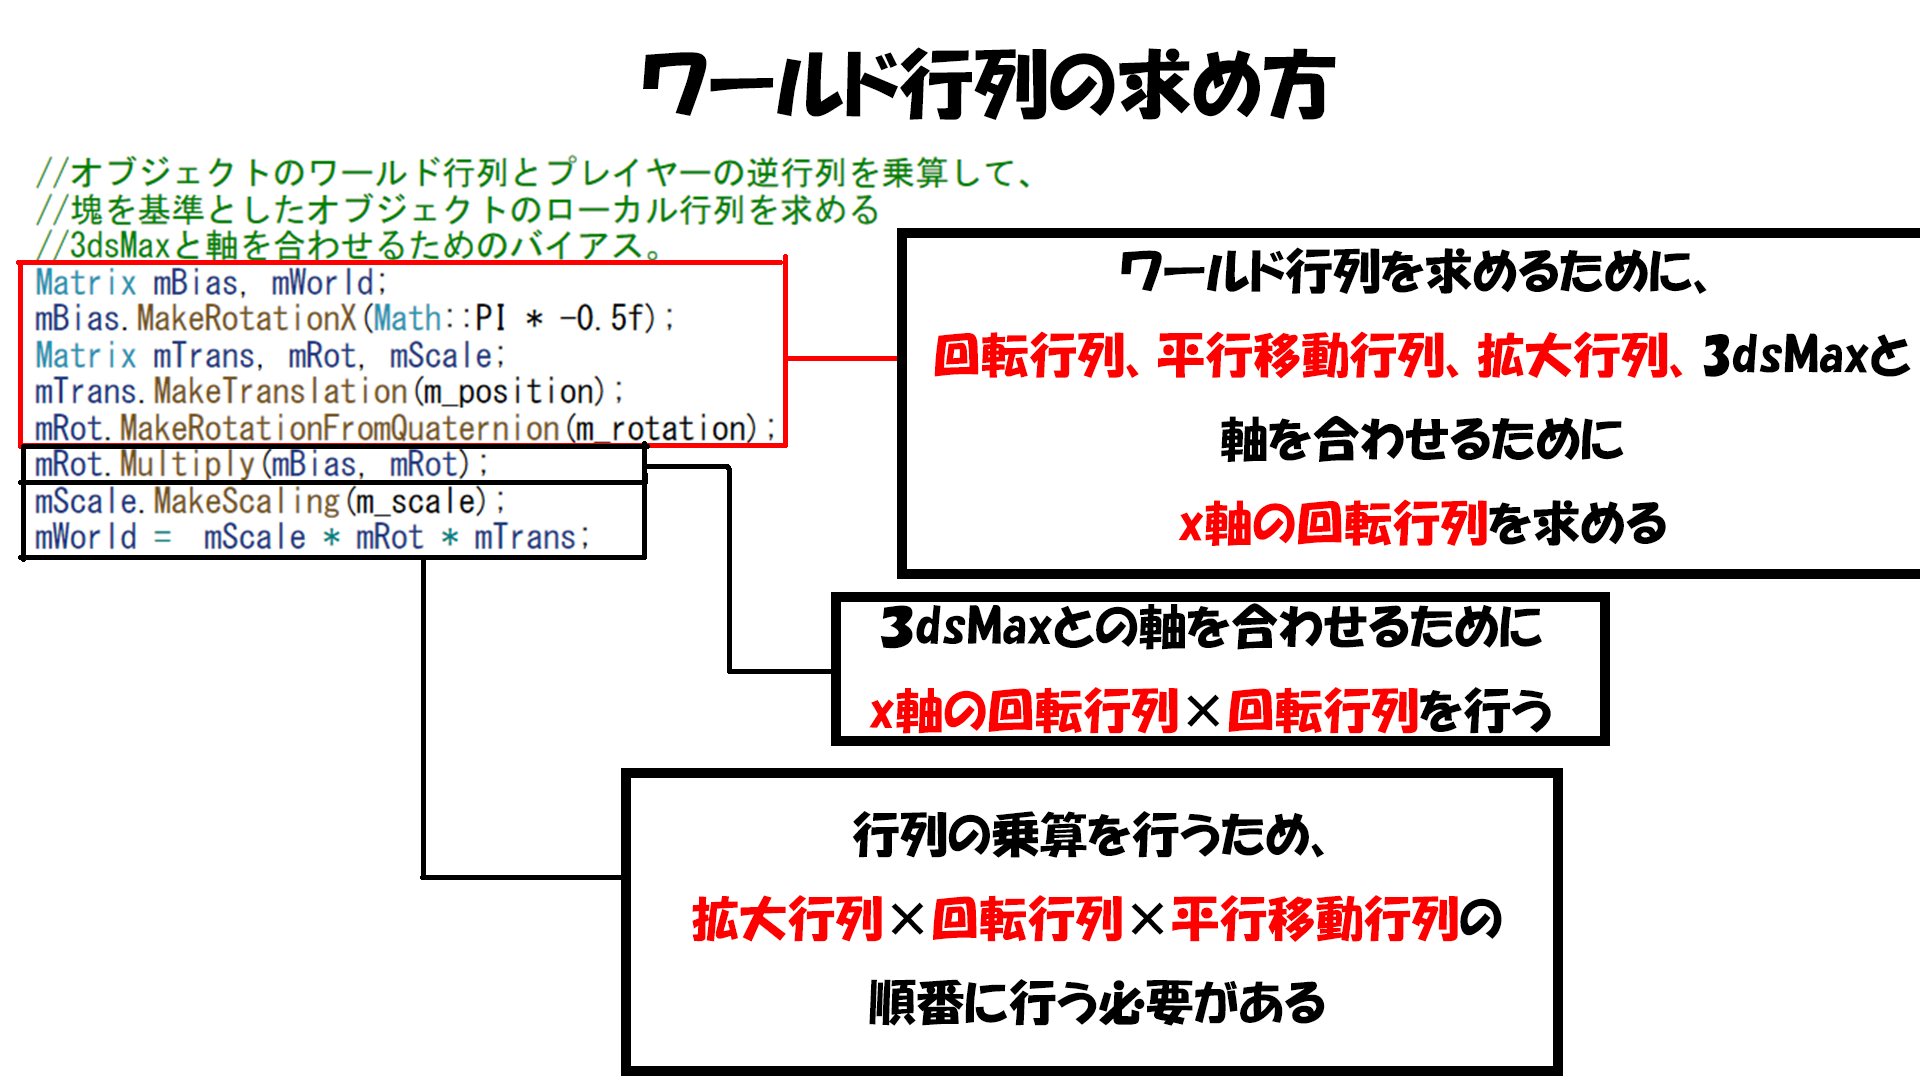 ワールド行列の求め方
//オブジェクトのワールド行列とプレイヤーの逆行列を乗算して、
//塊を基準としたオブジェクトのローカル行列を求める
//3dsMaxと軸を合わせるためのバイアス。
Matrix mBias, mWorld;
mBias.MakeRotationX(Math::PI * -0.5f);
Matrix mTrans, mRot, mScale;
mTrans.MakeTranslation(m_position);
mRot.MakeRotationFromQuaternion(m_rotation);
mRot.Multiply(mBias, mRot);
mScale.MakeScaling(m_scale);
mWorld =  mScale * mRot * mTrans;
ワールド行列を求めるために、
回転行列、平行移動行列、拡大行列、3dsMaxと
軸を合わせるために
x軸の回転行列を求める
3dsMaxとの軸を合わせるために
x軸の回転行列×回転行列を行う
行列の乗算を行うため、
拡大行列×回転行列×平行移動行列の
順番に行う必要がある